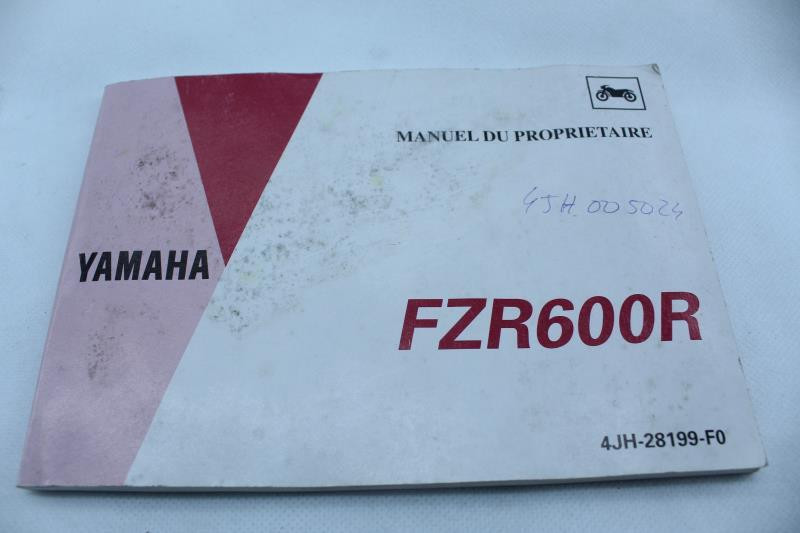 MANUEL DU PROPRIETAIRE
4JH 005024
YAMAHA
FZR600R
4JH-28199-F0